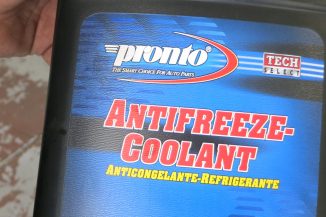 pronto®
The Smart Choice For Auto Parts
TECH
SELECT
ANTIFREEZE-
COOLANT
ANTICONGELANTE-REFRIGERANTE